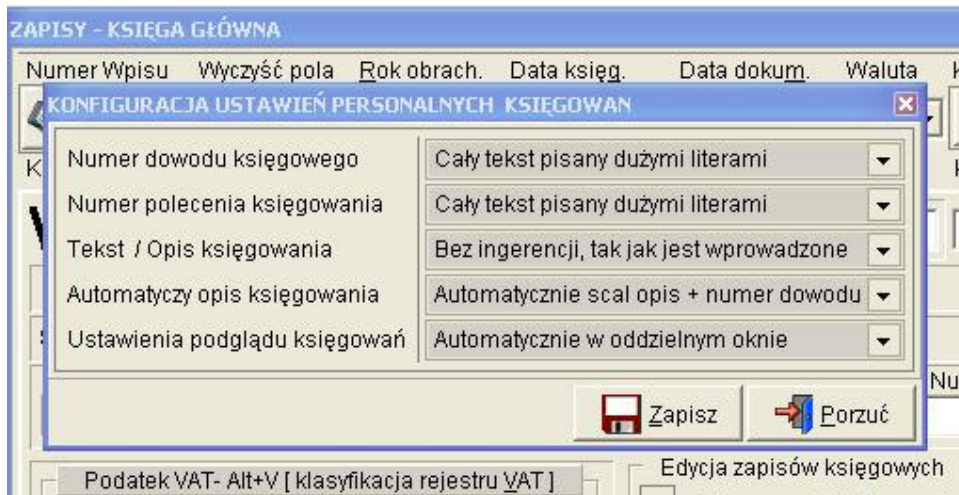 ZAPISY - KSIĘGA GŁÓWNA
Numer Wpisu Wyczyść pola Rok obrach. Data księg. Data dokum. Waluta
KONFIGURACJA USTAWIEŃ PERSONALNYCH KSIĘGOWAN
Numer dowodu księgowego Cały tekst pisany dużymi literami
Numer polecenia księgowania Cały tekst pisany dużymi literami
Tekst / Opis księgowania Bez ingerencji, tak jak jest wprowadzone
Automatyczy opis księgowania Automatycznie scal opis + numer dowodu
Ustawienia podglądu księgowań Automatycznie w oddzielnym oknie
Nu
Zapisz Porzuć
Podatek VAT- Alt+V [ klasyfikacja rejestru VAT ] Edycja zapisów księgowych